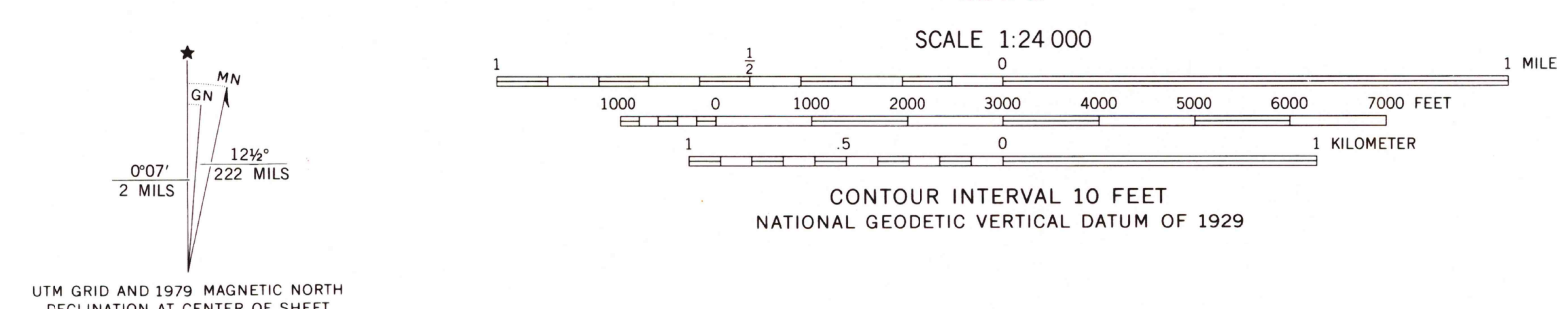 ★
MN
GN
0°07′
2 MILS
12½°
222 MILS
UTM GRID AND 1979 MAGNETIC NORTH
DECLINATION AT CENTER OF SHEET
SCALE 1:24 000
1 1/2 0 1 MILE
1000 0 1000 2000 3000 4000 5000 6000 7000 FEET
1 .5 0 1 KILOMETER
CONTOUR INTERVAL 10 FEET
NATIONAL GEODETIC VERTICAL DATUM OF 1929